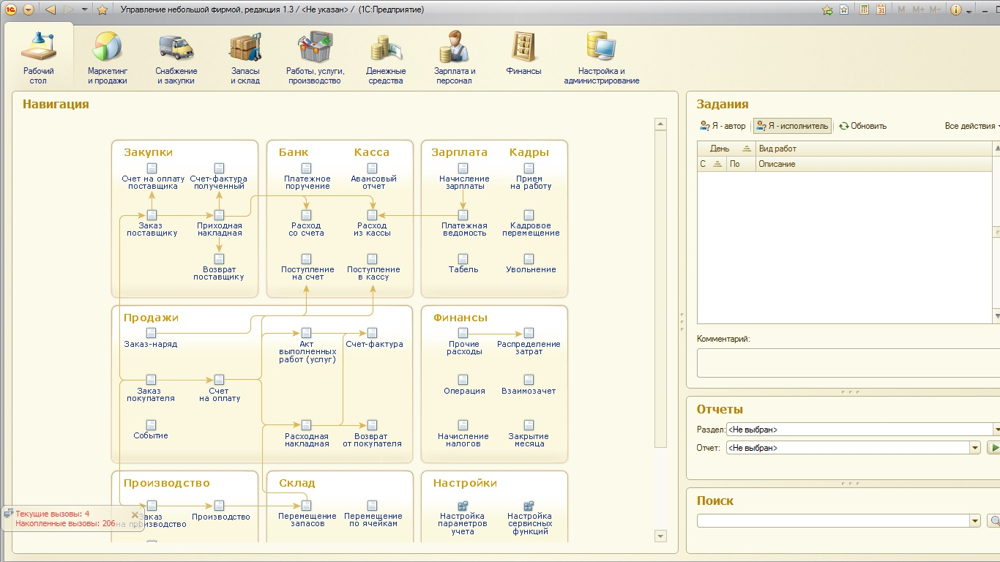 Управление небольшой фирмой, редакция 1.3 / <Не указан> / (1С:Предприятие)
M M+ M-
Рабочий
стол
Маркетинг
и продажи
Снабжение
и закупки
Запасы
и склад
Работы, услуги,
производство
Денежные
средства
Зарплата и
персонал
Финансы
Настройка и
администрирование
Навигация
Закупки
Счет на оплату
поставщика
Счет-фактура
полученный
Заказ
поставщику
Приходная
накладная
Возврат
поставщику
Банк
Касса
Платежное
поручение
Авансовый
отчет
Расход
со счета
Расход
из кассы
Поступление
на счет
Поступление
в кассу
Зарплата
Кадры
Начисление
зарплаты
Прием
на работу
Платежная
ведомость
Кадровое
перемещение
Табель
Увольнение
Продажи
Заказ-наряд
Акт
выполненных
работ (услуг)
Счет-фактура
Заказ
покупателя
Счет
на оплату
Событие
Расходная
накладная
Возврат
от покупателя
Финансы
Прочие
расходы
Распределение
затрат
Операция
Взаимозачет
Начисление
налогов
Закрытие
месяца
Производство
Заказ
на производство
Производство
Склад
Перемещение
запасов
Перемещение
по ячейкам
Настройки
Настройка
параметров
учета
Настройка
сервисных
функций
Текущие вызовы: 4
Накопленные вызовы: 206
Задания
Я - автор
Я - исполнитель
Обновить
Все действия
День
Вид работ
С
По
Описание
Комментарий:
Отчеты
Раздел: <Не выбран>
Отчет: <Не выбран>
Поиск